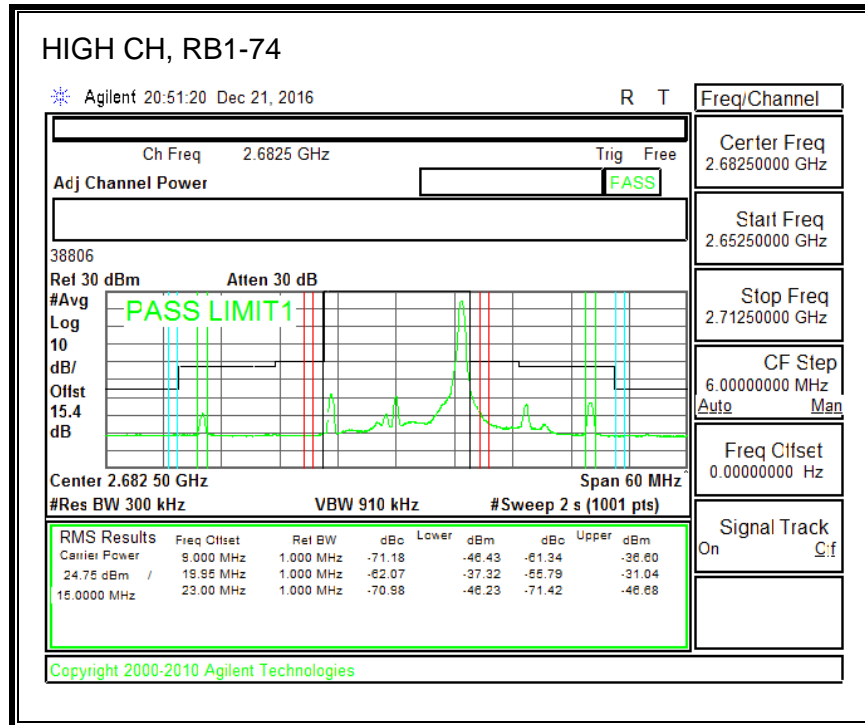 HIGH CH, RB1-74
Agilent 20:51:20 Dec 21, 2016 R T
Freq/Channel
Ch Freq 2.6825 GHz Trig Free
Adj Channel Power PASS
Center Freq
2.68250000 GHz
Start Freq
2.65250000 GHz
38806
Ref 30 dBm Atten 30 dB
#Avg
Log
10
dB/
Offst
15.4
dB
PASS LIMIT1
Stop Freq
2.71250000 GHz
CF Step
6.00000000 MHz
Auto Man
Freq Offset
0.00000000 Hz
Center 2.682 50 GHz Span 60 MHz
#Res BW 300 kHz VBW 910 kHz #Sweep 2 s (1001 pts)
Signal Track
On Off
RMS Results Freq Offset Ref BW dBc Lower dBm dBc Upper dBm
Carrier Power 9.000 MHz 1.000 MHz -71.18 -46.43 -61.34 -36.60
24.75 dBm / 19.95 MHz 1.000 MHz -62.07 -37.32 -55.79 -31.04
15.0000 MHz 23.00 MHz 1.000 MHz -70.98 -46.23 -71.42 -46.68
Copyright 2000-2010 Agilent Technologies